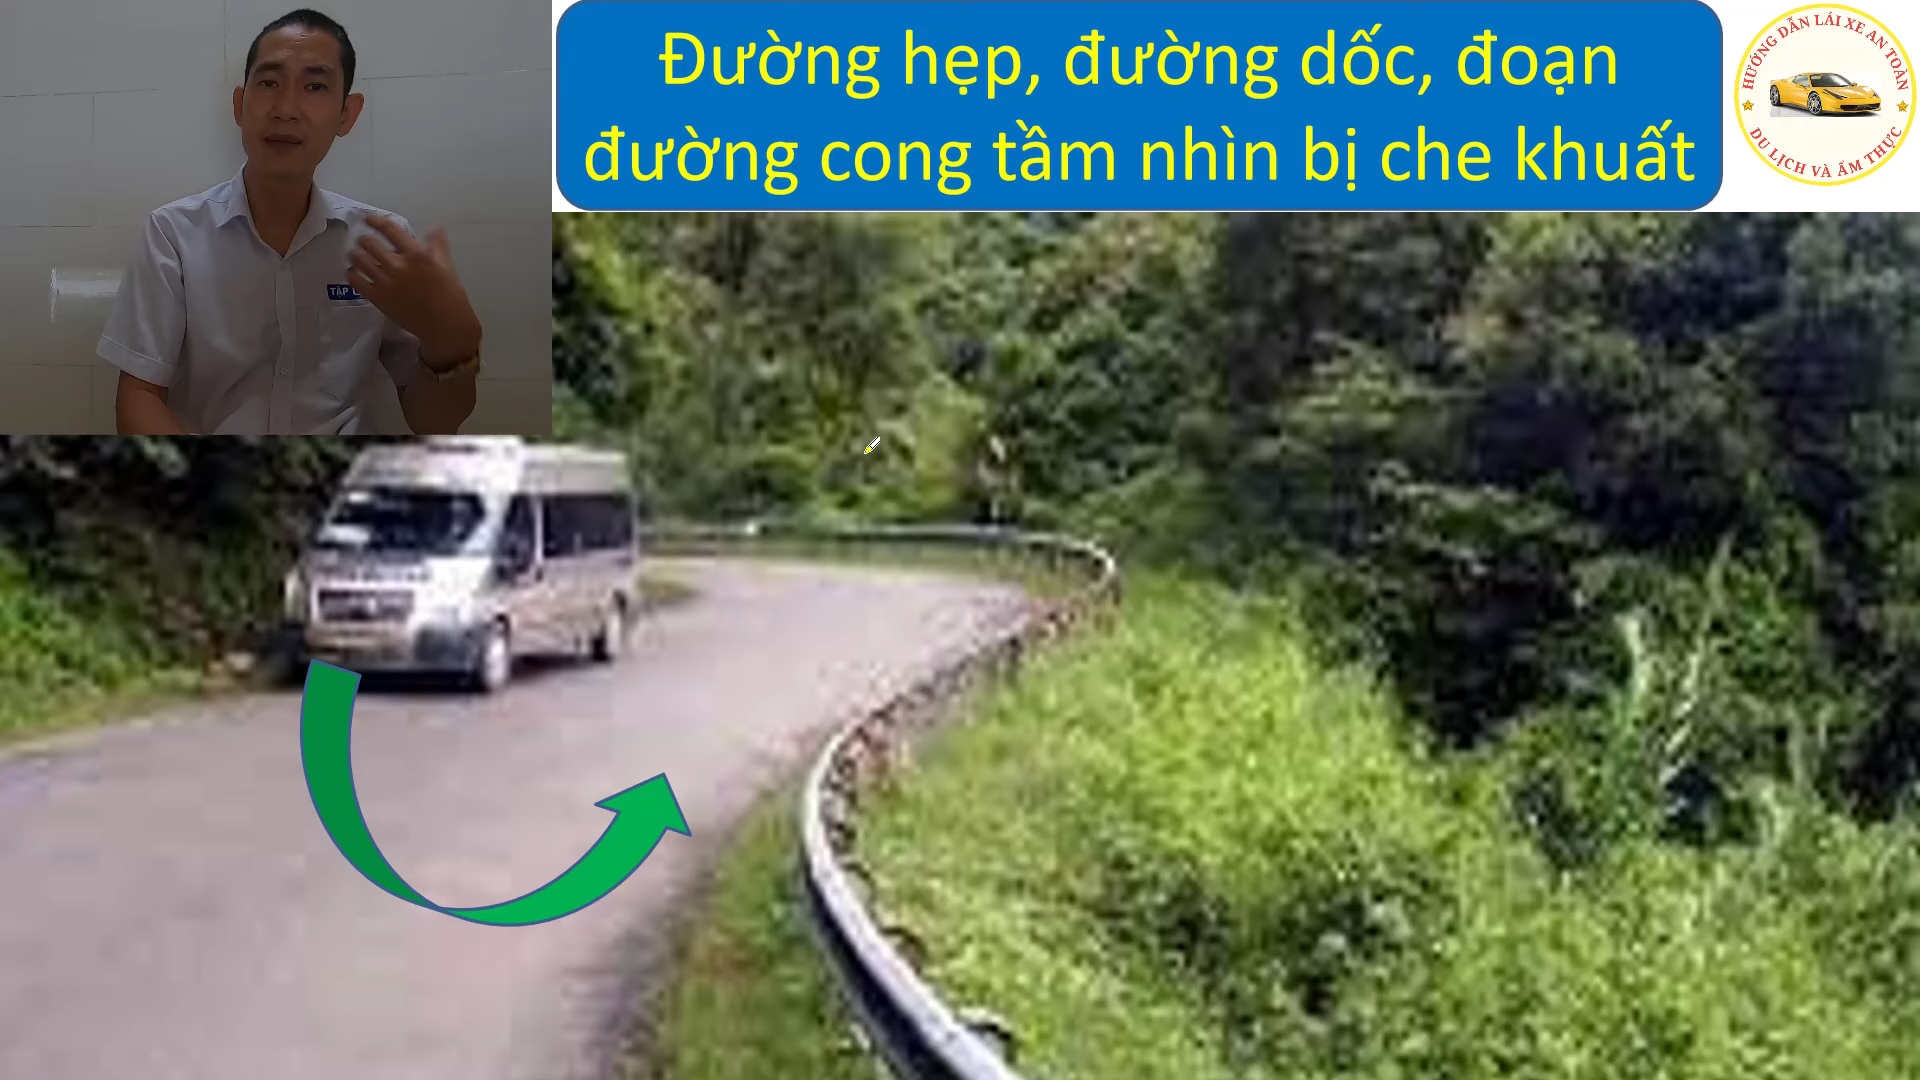 Đường hẹp, đường dốc, đoạn
đường cong tầm nhìn bị che khuất
HƯỚNG DẪN LÁI XE AN TOÀN
DU LỊCH VÀ ẨM THỰC
TẬP